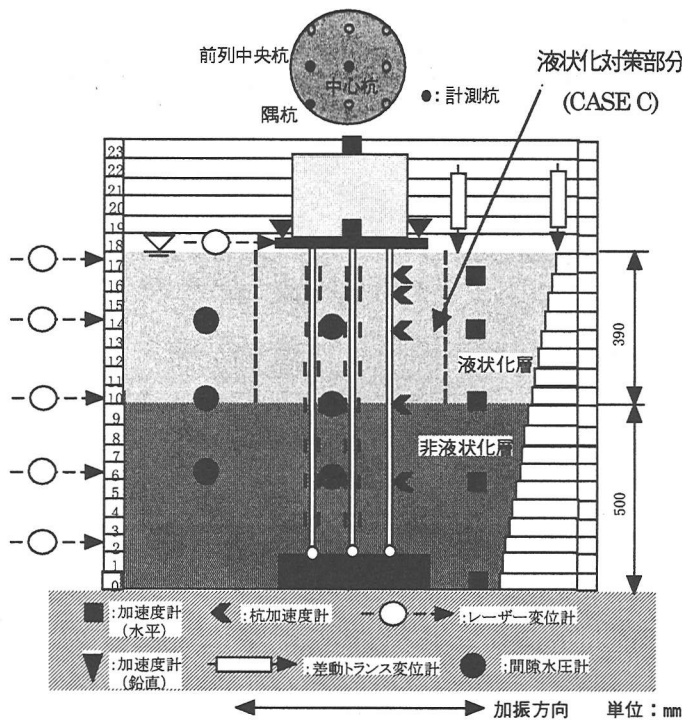 前列中央杭
中心杭
隅杭
●:計測杭
液状化対策部分
(CASE C)
23
22
21
20
19
18
17
16
15
14
13
12
11
10
9
8
7
6
5
4
3
2
1
0
液状化層
非液状化層
390
500
:加速度計
(水平)
:杭加速度計
:レーザー変位計
:加速度計
(鉛直)
:差動トランス変位計
:間隙水圧計
加振方向 単位:mm